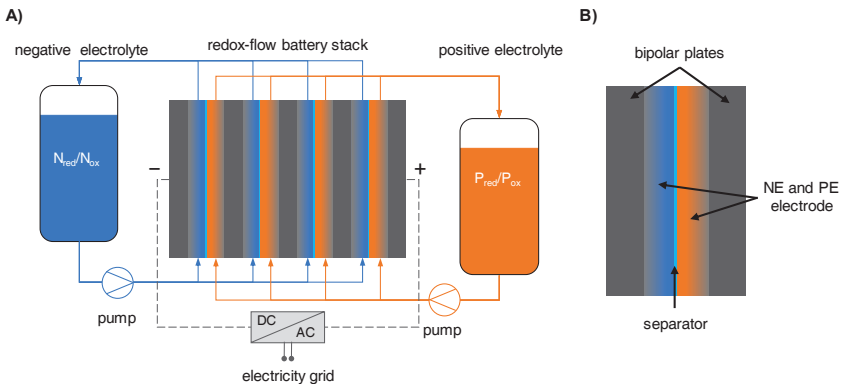 A)
redox-flow battery stack
negative electrolyte
positive electrolyte
Nred/Nox
Pred/Pox
−
+
pump
pump
DC
AC
electricity grid
B)
bipolar plates
NE and PE
electrode
separator